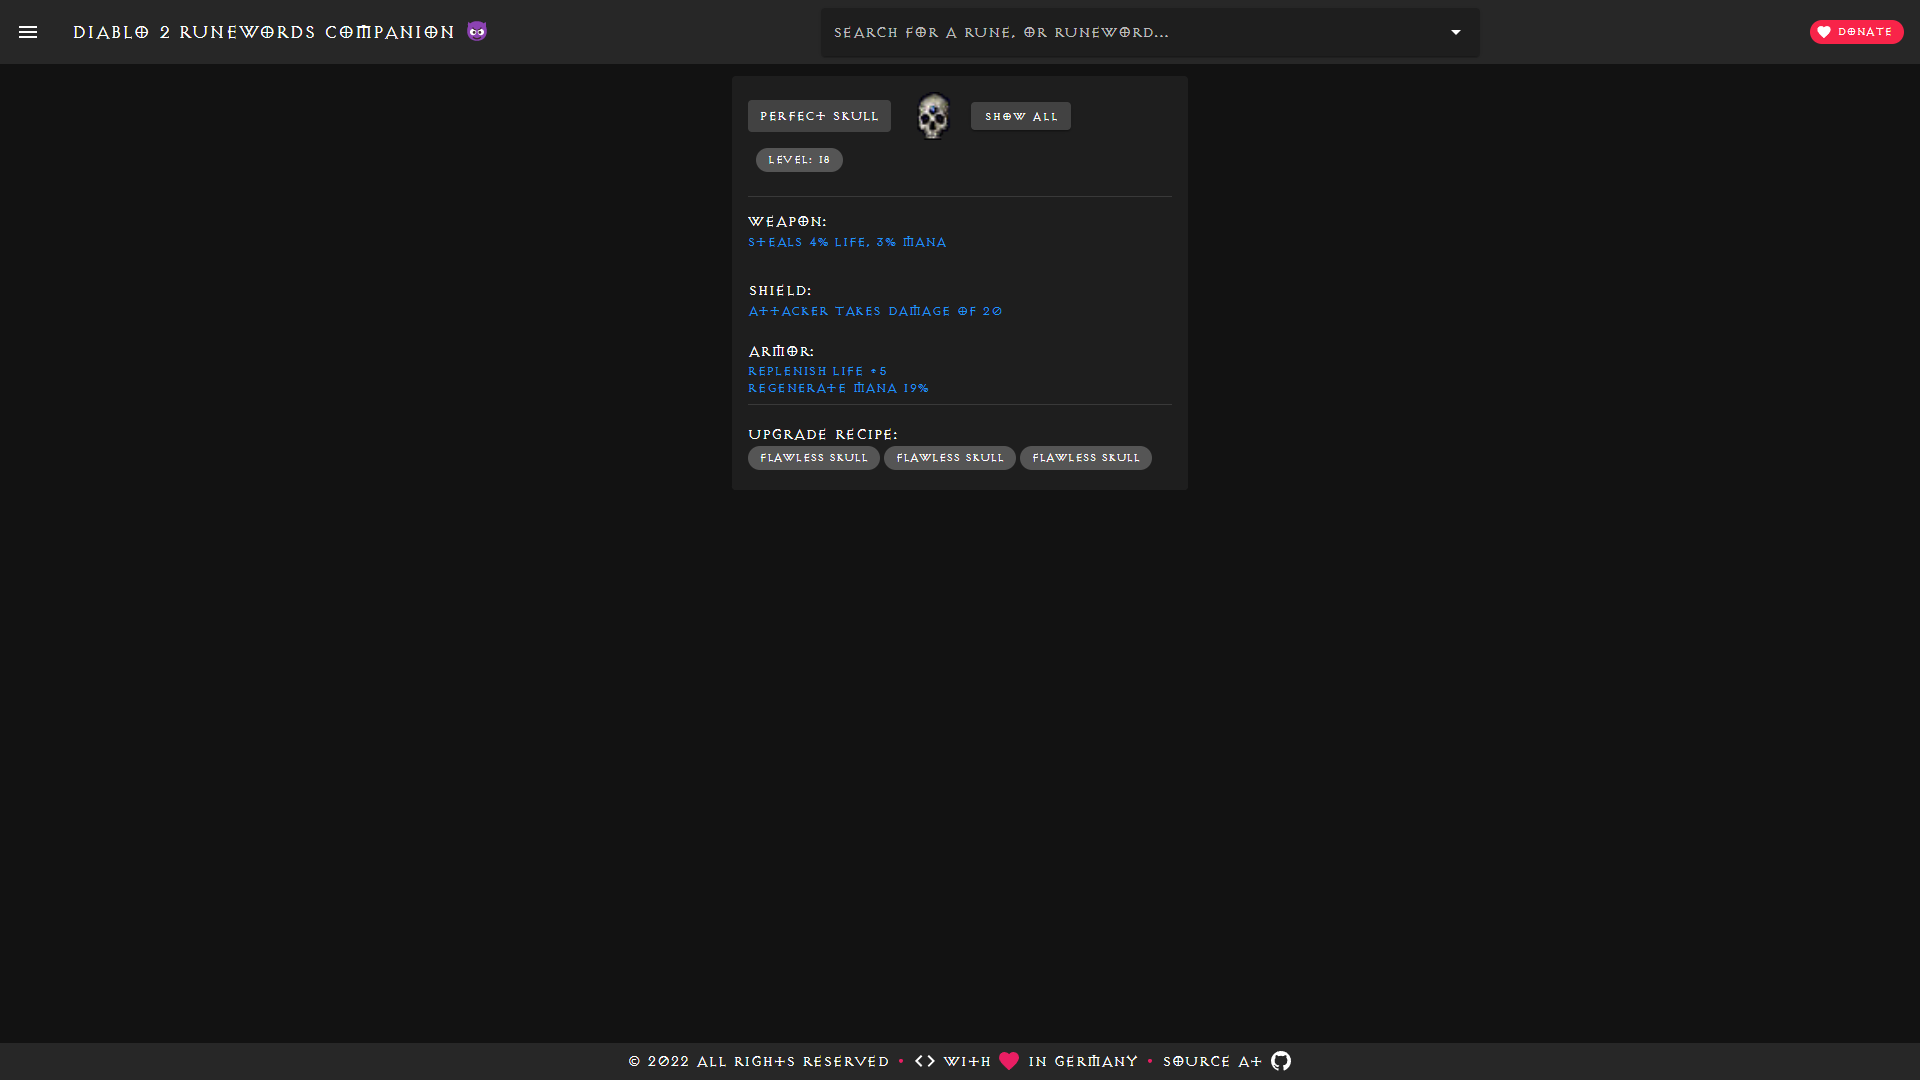 DIABLO 2 RUNEWORDS COMPANION 😈
SEARCH FOR A RUNE, OR RUNEWORD...
DONATE
PERFECT SKULL
SHOW ALL
LEVEL: 18
WEAPON:
STEALS 4% LIFE, 3% MANA
SHIELD:
ATTACKER TAKES DAMAGE OF 20
ARMOR:
REPLENISH LIFE +5
REGENERATE MANA 19%
UPGRADE RECIPE:
FLAWLESS SKULL FLAWLESS SKULL FLAWLESS SKULL
© 2022 ALL RIGHTS RESERVED • <> WITH ♥ IN GERMANY • SOURCE AT